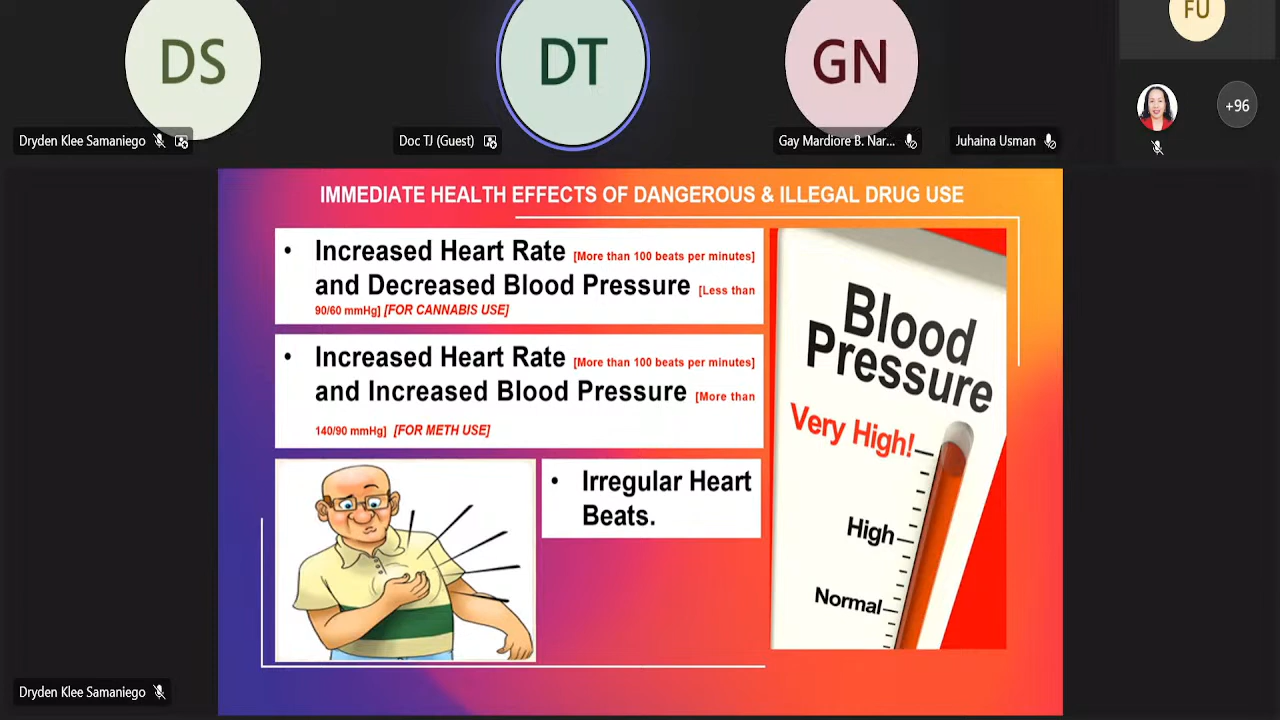 DS
DT
GN
FU
+96
Dryden Klee Samaniego
Doc TJ (Guest)
Gay Mardiore B. Nar...
Juhaina Usman
IMMEDIATE HEALTH EFFECTS OF DANGEROUS & ILLEGAL DRUG USE
• Increased Heart Rate [More than 100 beats per minutes]
and Decreased Blood Pressure [Less than
90/60 mmHg] [FOR CANNABIS USE]
• Increased Heart Rate [More than 100 beats per minutes]
and Increased Blood Pressure [More than
140/90 mmHg] [FOR METH USE]
• Irregular Heart
Beats.
Blood
Pressure
Very High!
High
Normal
Dryden Klee Samaniego